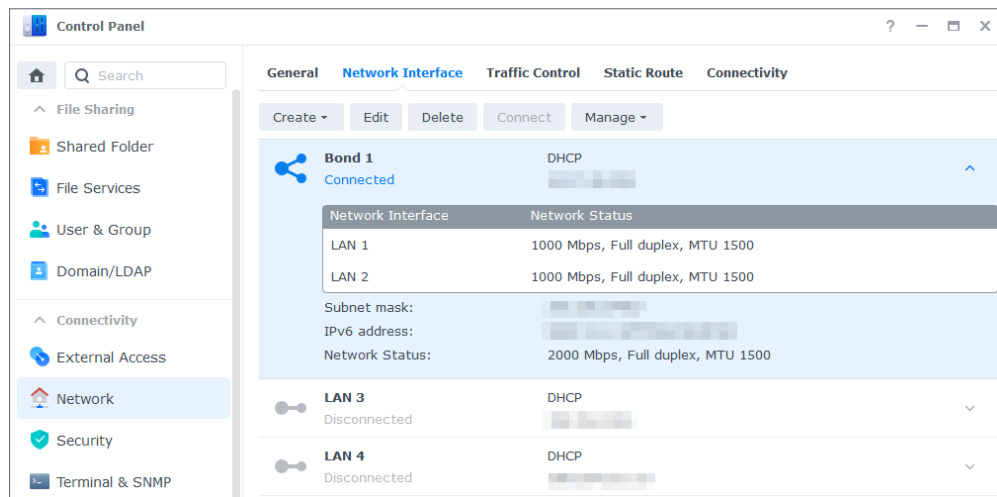 Control Panel
?
Search
File Sharing
Shared Folder
File Services
User & Group
Domain/LDAP
Connectivity
External Access
Network
Security
Terminal & SNMP
General Network Interface Traffic Control Static Route Connectivity
Create Edit Delete Connect Manage
Bond 1 DHCP
Connected
Network Interface Network Status
LAN 1 1000 Mbps, Full duplex, MTU 1500
LAN 2 1000 Mbps, Full duplex, MTU 1500
Subnet mask:
IPv6 address:
Network Status: 2000 Mbps, Full duplex, MTU 1500
LAN 3 DHCP
Disconnected
LAN 4 DHCP
Disconnected